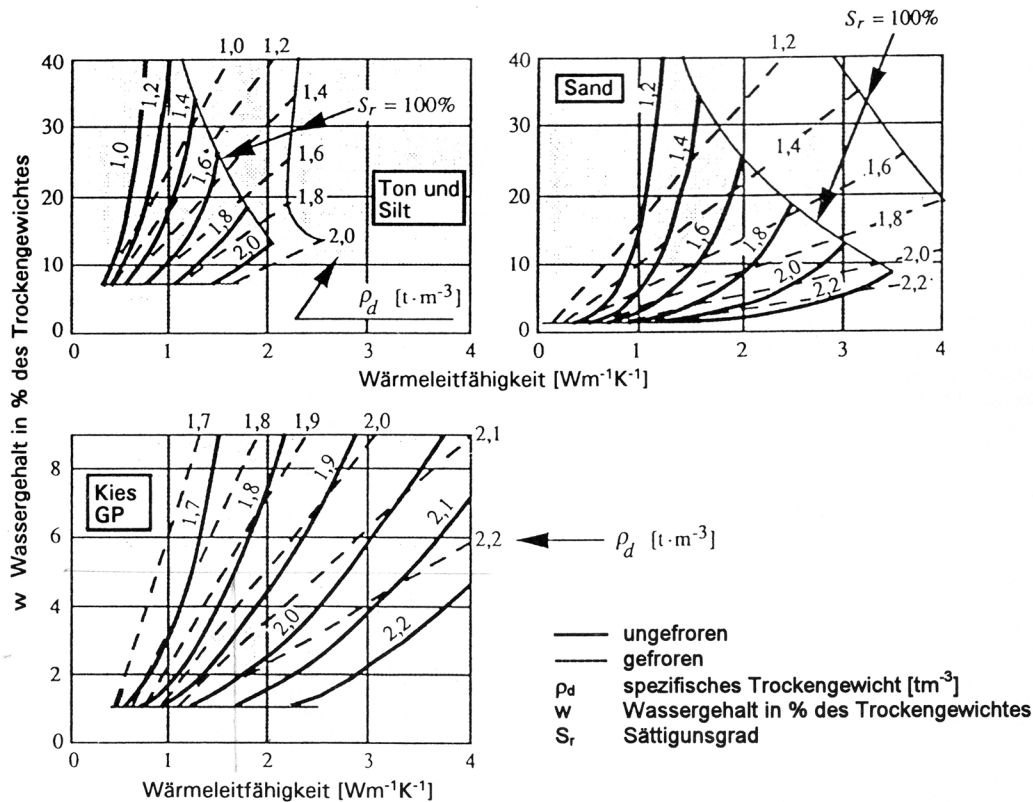 1,0 1,2
S_r = 100%
40
30
20
10
0
1,0
1,2
1,4
1,6
1,8
2,0
1,4
1,6
1,8
2,0
Ton und
Silt
ρ_d [t·m⁻³]
0 1 2 3 4
1,2
40
30
20
10
0
Sand
1,2
1,4
1,6
1,8
2,0
2,2
1,4
1,6
1,8
2,0
2,2
S_r = 100%
0 1 2 3 4
Wärmeleitfähigkeit [Wm⁻¹K⁻¹]
w Wassergehalt in % des Trockengewichtes
1,7 1,8 1,9 2,0
2,1
2,2
8
6
4
2
0
Kies
GP
1,7
1,8
1,9
2,0
2,1
2,2
ρ_d [t·m⁻³]
0 1 2 3 4
Wärmeleitfähigkeit [Wm⁻¹K⁻¹]
ungefroren
gefroren
ρd spezifisches Trockengewicht [tm⁻³]
w Wassergehalt in % des Trockengewichtes
Sr Sättigunsgrad